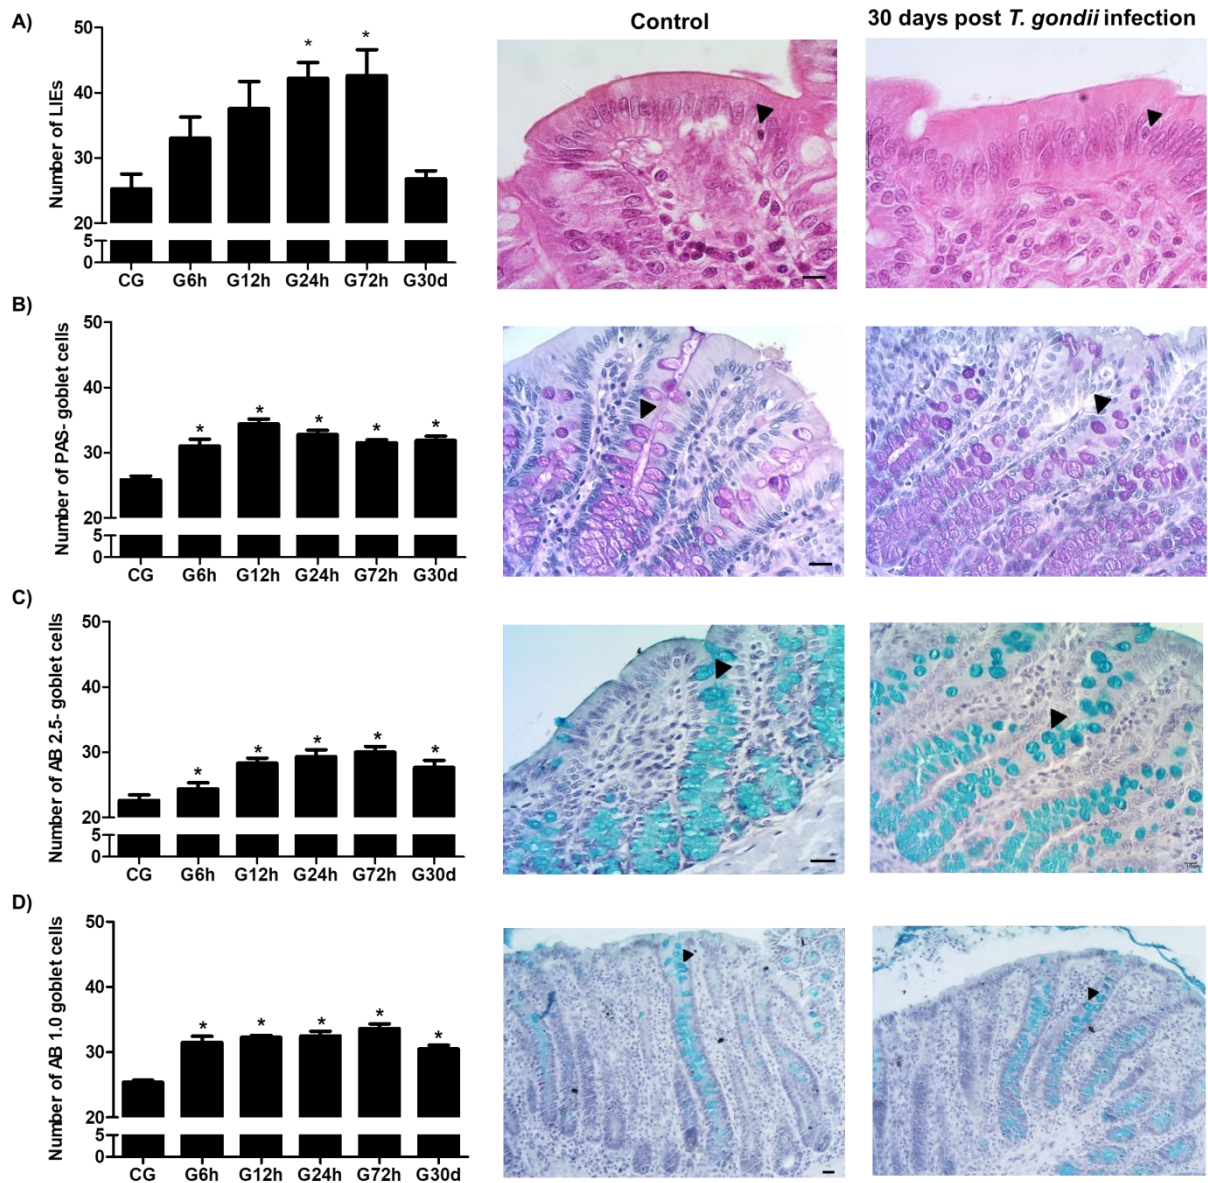 A)
Control
30 days post T. gondii infection
Number of LIEs
50
40
30
20
5
0
CG G6h G12h G24h G72h G30d
* *
B)
Number of PAS- goblet cells
50
40
30
20
5
0
CG G6h G12h G24h G72h G30d
* * * * *
C)
Number of AB 2.5- goblet cells
50
40
30
20
5
0
CG G6h G12h G24h G72h G30d
* * * * *
D)
Number of AB 1.0 goblet cells
50
40
30
20
5
0
CG G6h G12h G24h G72h G30d
* * * * *